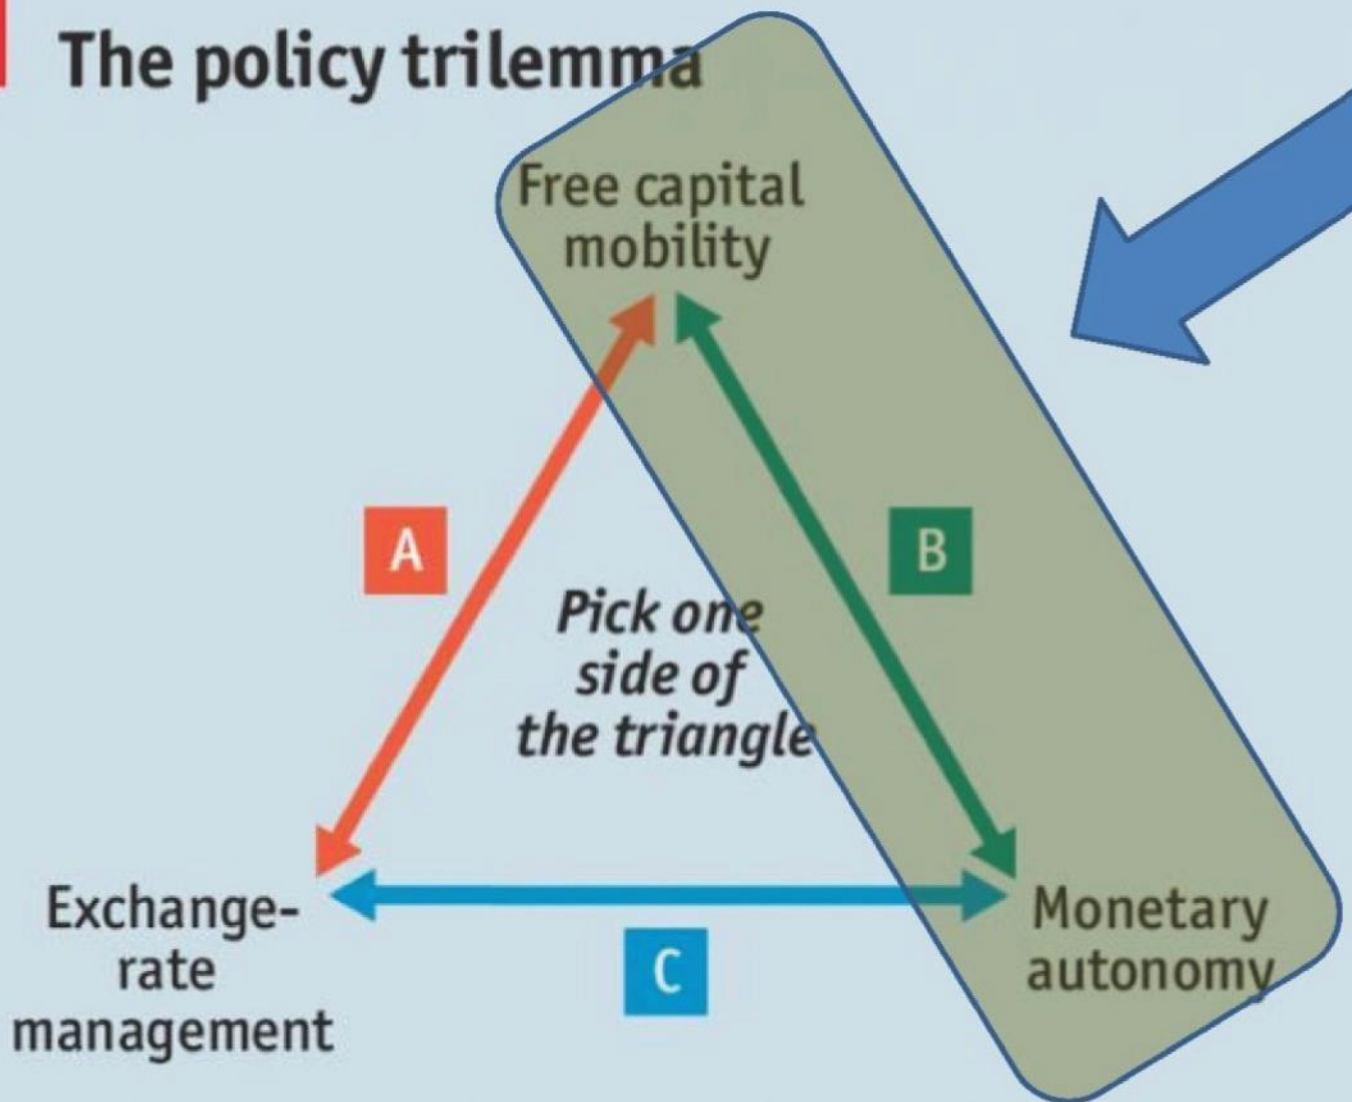 The policy trilemma
Free capital
mobility
A
B
Pick one
side of
the triangle
Exchange-
rate
management
C
Monetary
autonomy